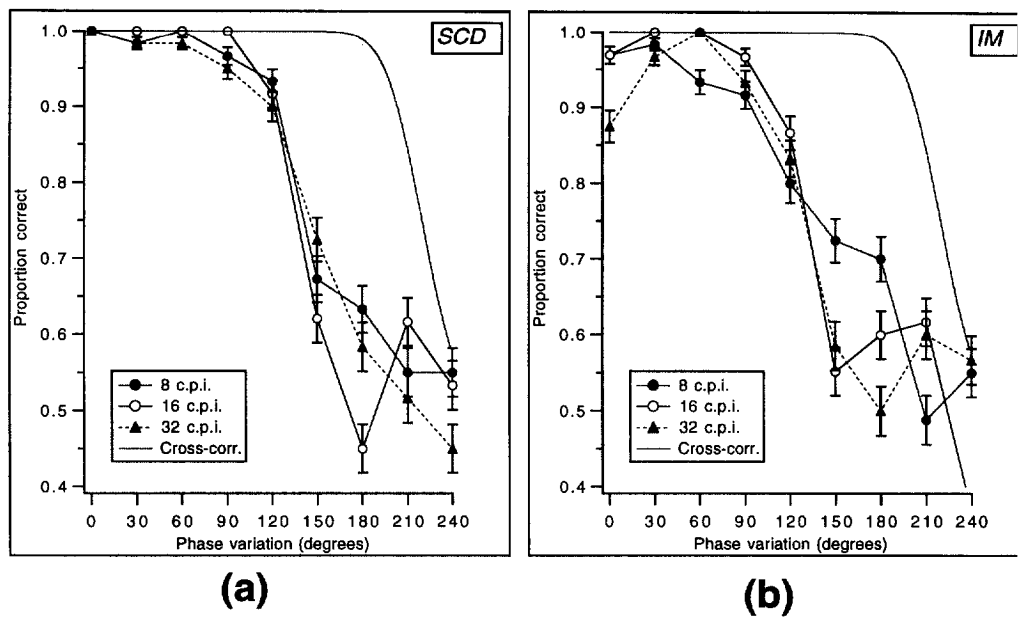 SCD
1.0
0.9
0.8
0.7
0.6
0.5
0.4
Proportion correct
8 c.p.i.
16 c.p.i.
32 c.p.i.
Cross-corr.
0 30 60 90 120 150 180 210 240
Phase variation (degrees)
(a)
IM
1.0
0.9
0.8
0.7
0.6
0.5
0.4
Proportion correct
8 c.p.i.
16 c.p.i.
32 c.p.i.
Cross-corr.
0 30 60 90 120 150 180 210 240
Phase variation (degrees)
(b)